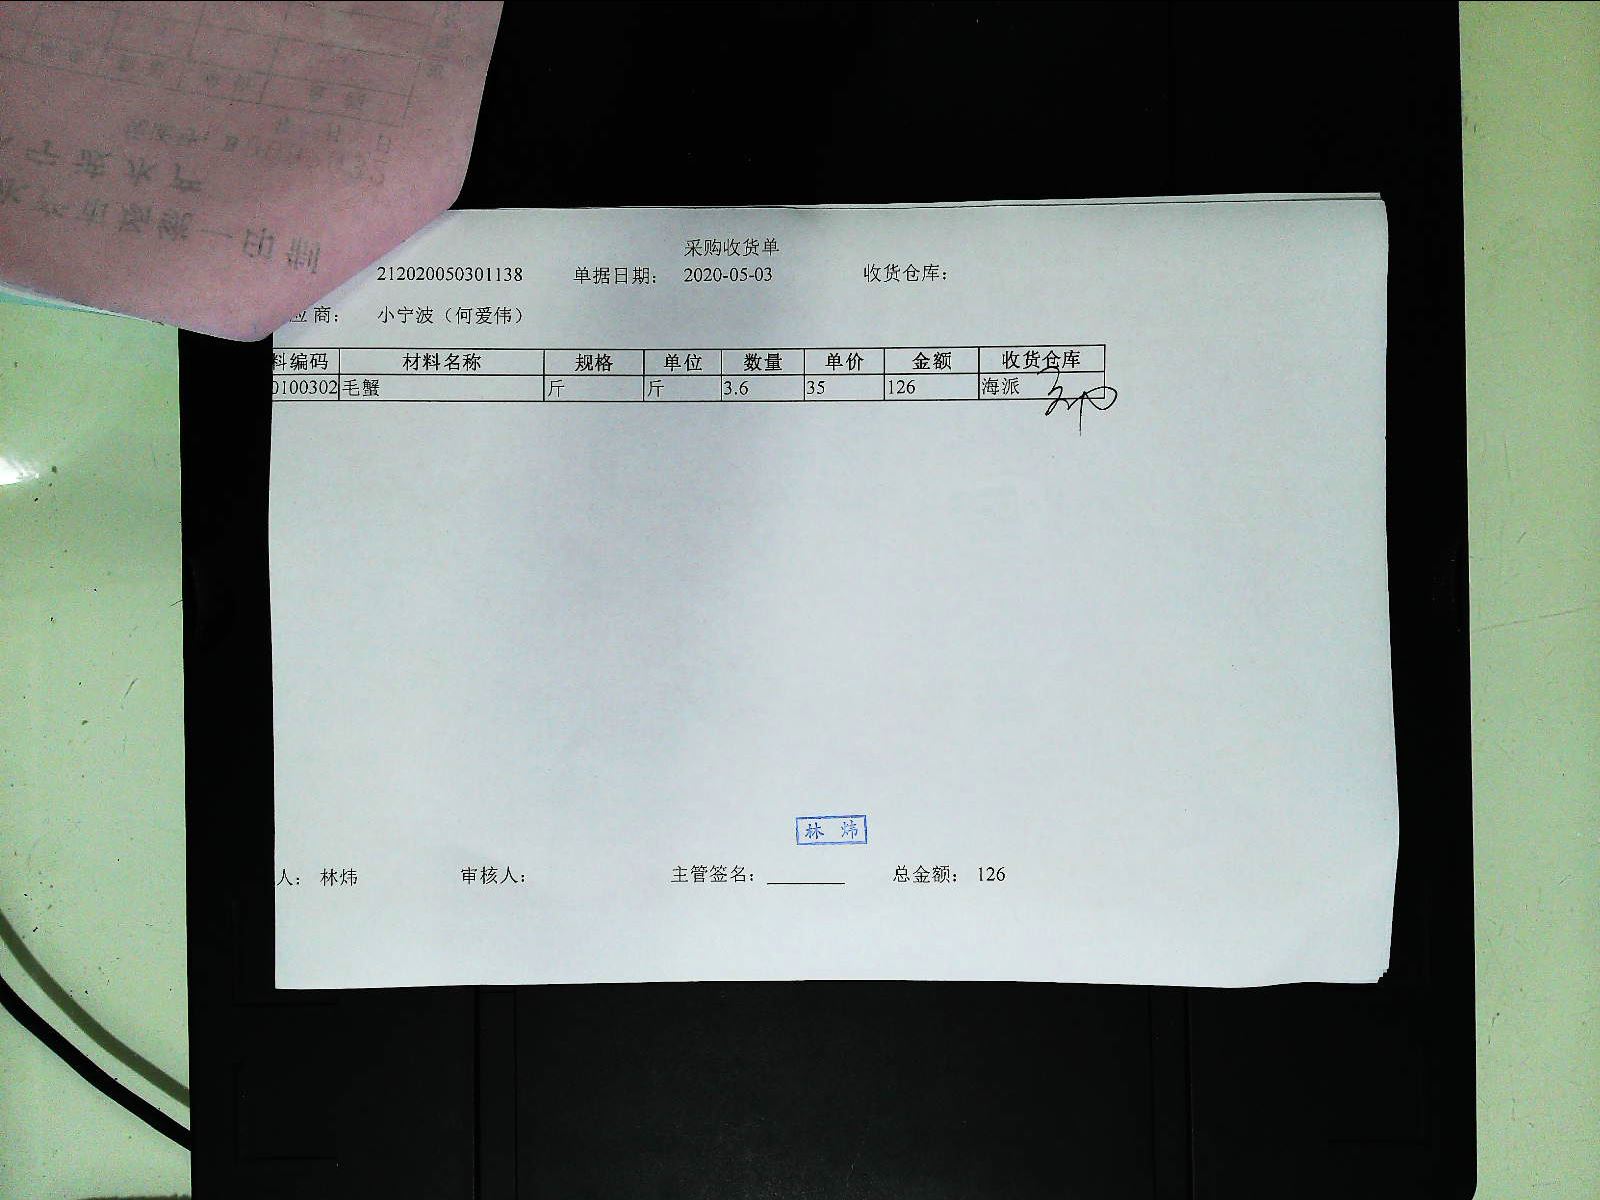 采购收货单
212020050301138 单据日期： 2020-05-03 收货仓库：
应商： 小宁波（何爱伟）
料编码 材料名称 规格 单位 数量 单价 金额 收货仓库
0100302 毛蟹 斤 斤 3.6 35 126 海派
林 炜
人： 林炜 审核人： 主管签名： 总金额： 126